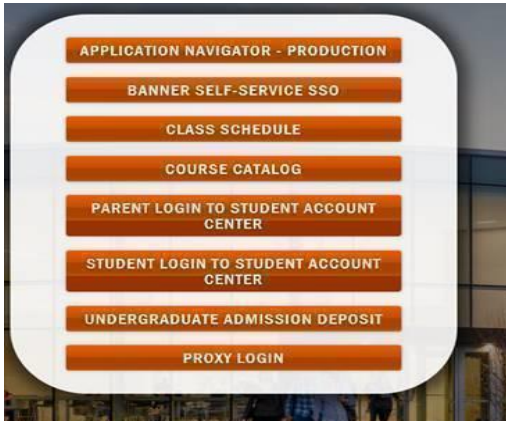 APPLICATION NAVIGATOR - PRODUCTION
BANNER SELF-SERVICE SSO
CLASS SCHEDULE
COURSE CATALOG
PARENT LOGIN TO STUDENT ACCOUNT
CENTER
STUDENT LOGIN TO STUDENT ACCOUNT
CENTER
UNDERGRADUATE ADMISSION DEPOSIT
PROXY LOGIN